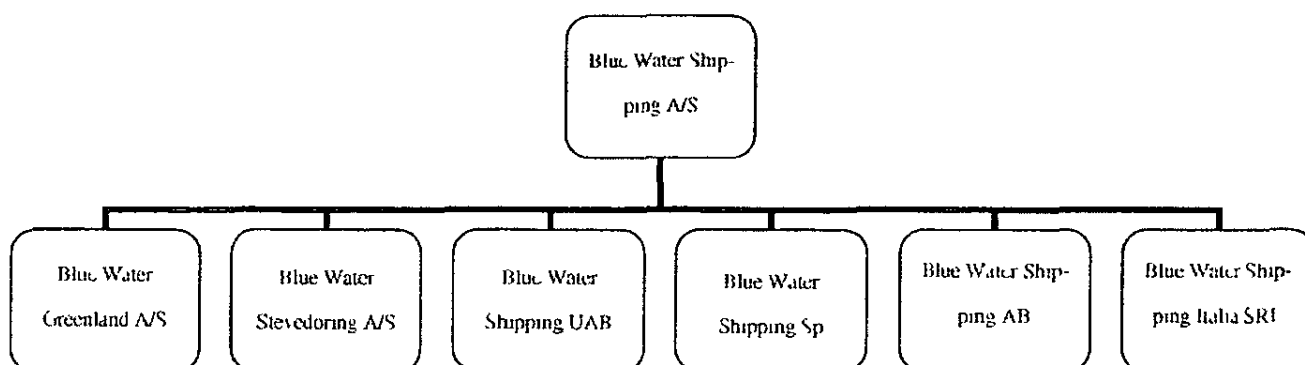 Blue Water Ship-
ping A/S
Blue Water
Greenland A/S
Blue Water
Stevedoring A/S
Blue Water
Shipping UAB
Blue Water
Shipping Sp
Blue Water Ship-
ping AB
Blue Water Ship-
ping Italia SRl